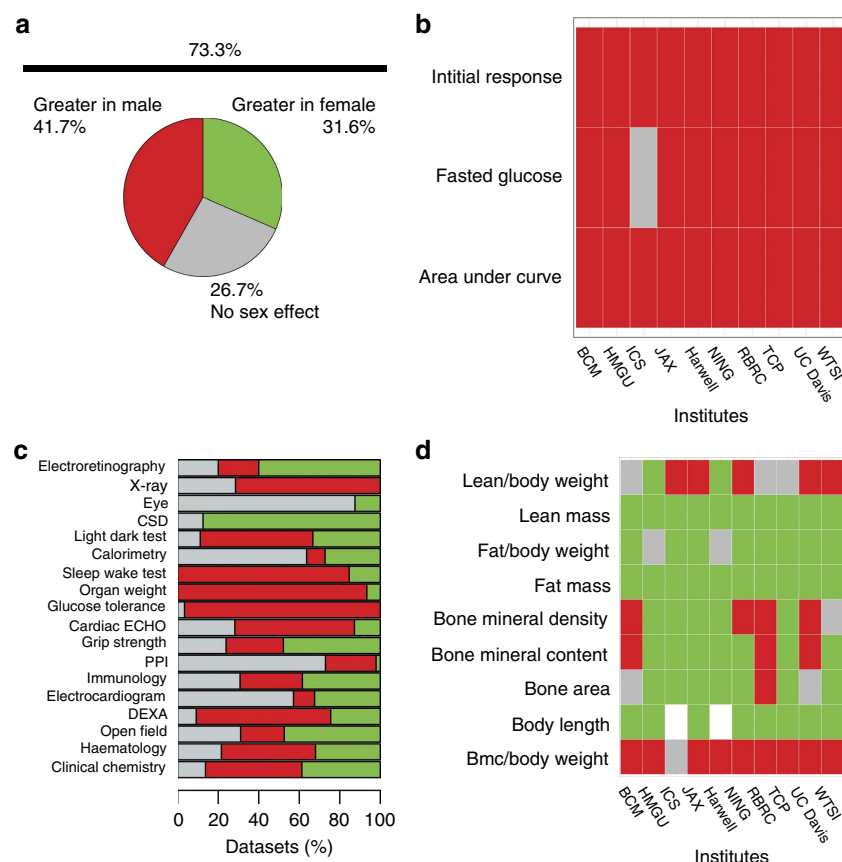 a
73.3%
Greater in male
41.7%
Greater in female
31.6%
26.7%
No sex effect
b
Intitial response
Fasted glucose
Area under curve
BCM
HMGU
ICS
JAX
Harwell
NING
RBRC
TCP
UC Davis
WTSI
Institutes
c
Electroretinography
X-ray
Eye
CSD
Light dark test
Calorimetry
Sleep wake test
Organ weight
Glucose tolerance
Cardiac ECHO
Grip strength
PPI
Immunology
Electrocardiogram
DEXA
Open field
Haematology
Clinical chemistry
0 20 40 60 80 100
Datasets (%)
d
Lean/body weight
Lean mass
Fat/body weight
Fat mass
Bone mineral density
Bone mineral content
Bone area
Body length
Bmc/body weight
BCM
HMGU
ICS
JAX
Harwell
NING
RBRC
TCP
UC Davis
WTSI
Institutes